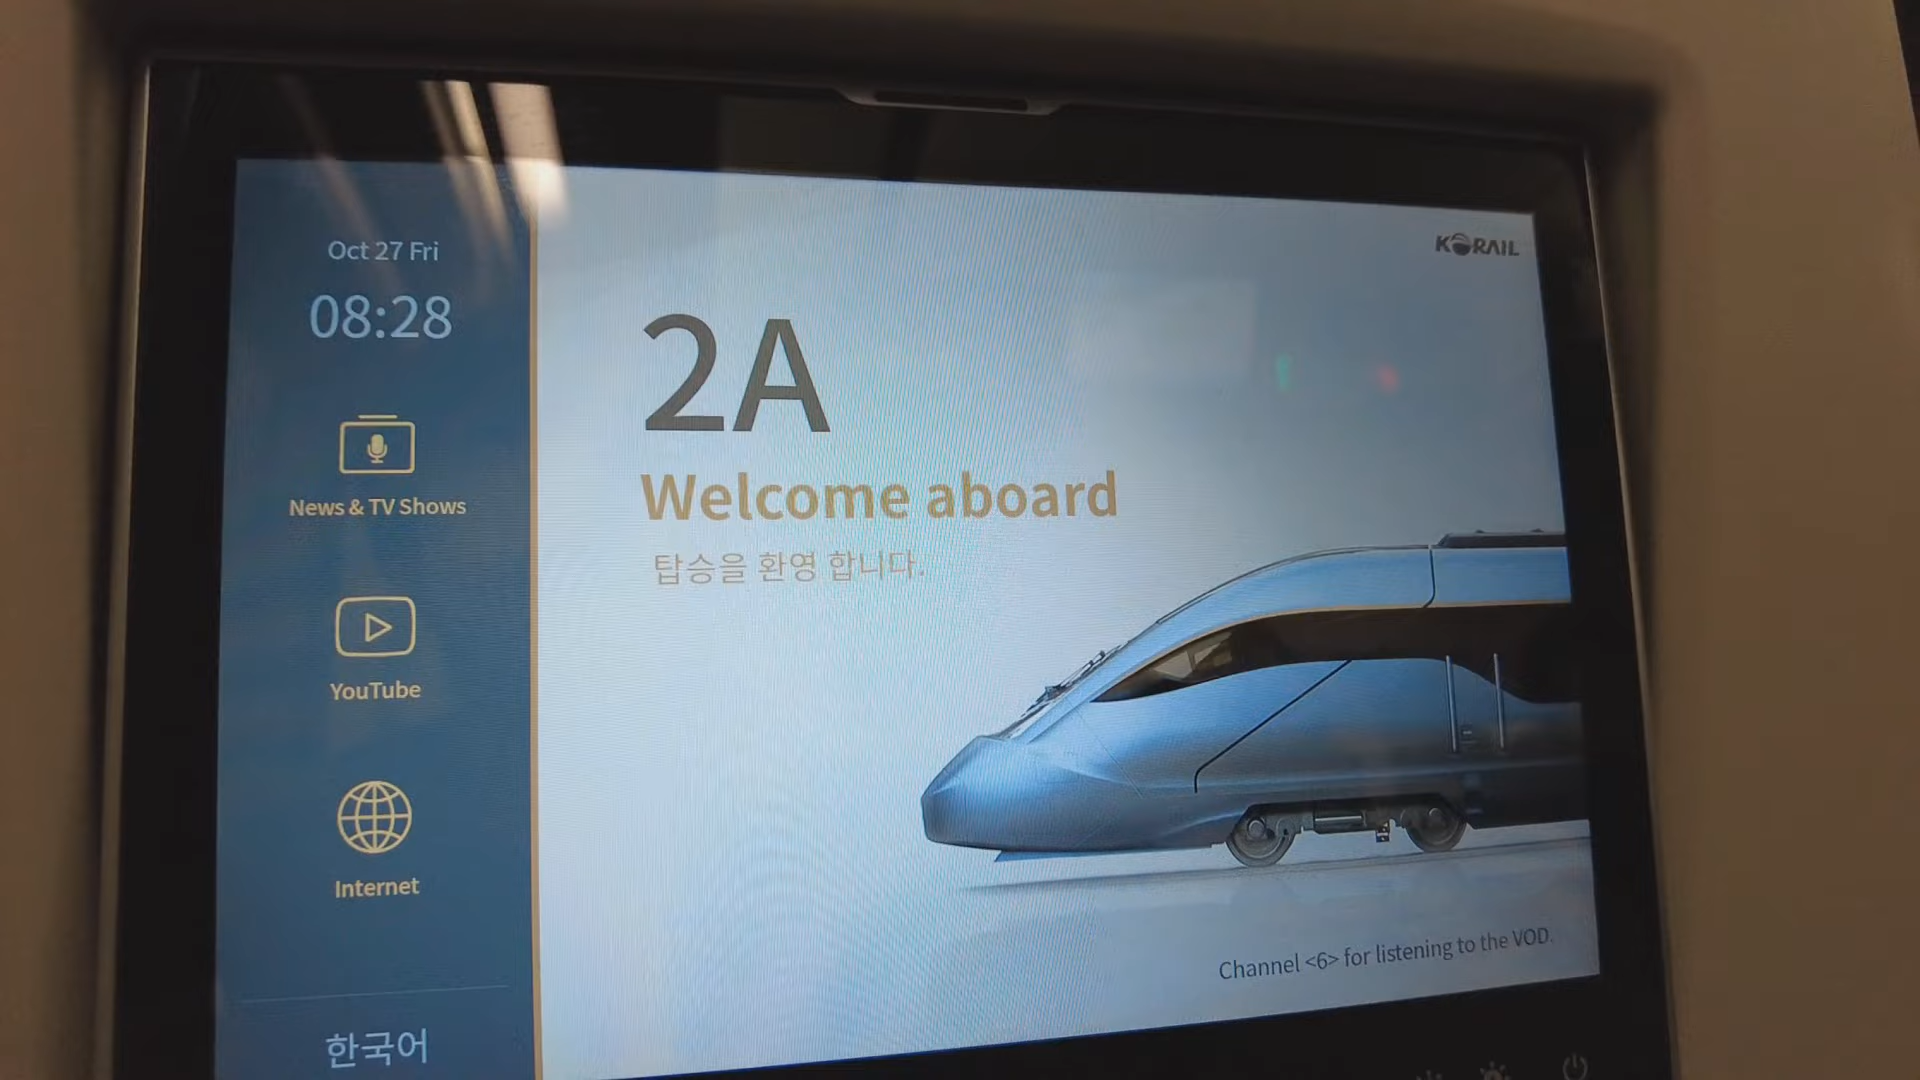 Oct 27 Fri
08:28
News & TV Shows
YouTube
Internet
한국어
KORAIL
2A
Welcome aboard
탑승을 환영 합니다.
Channel <6> for listening to the VOD.